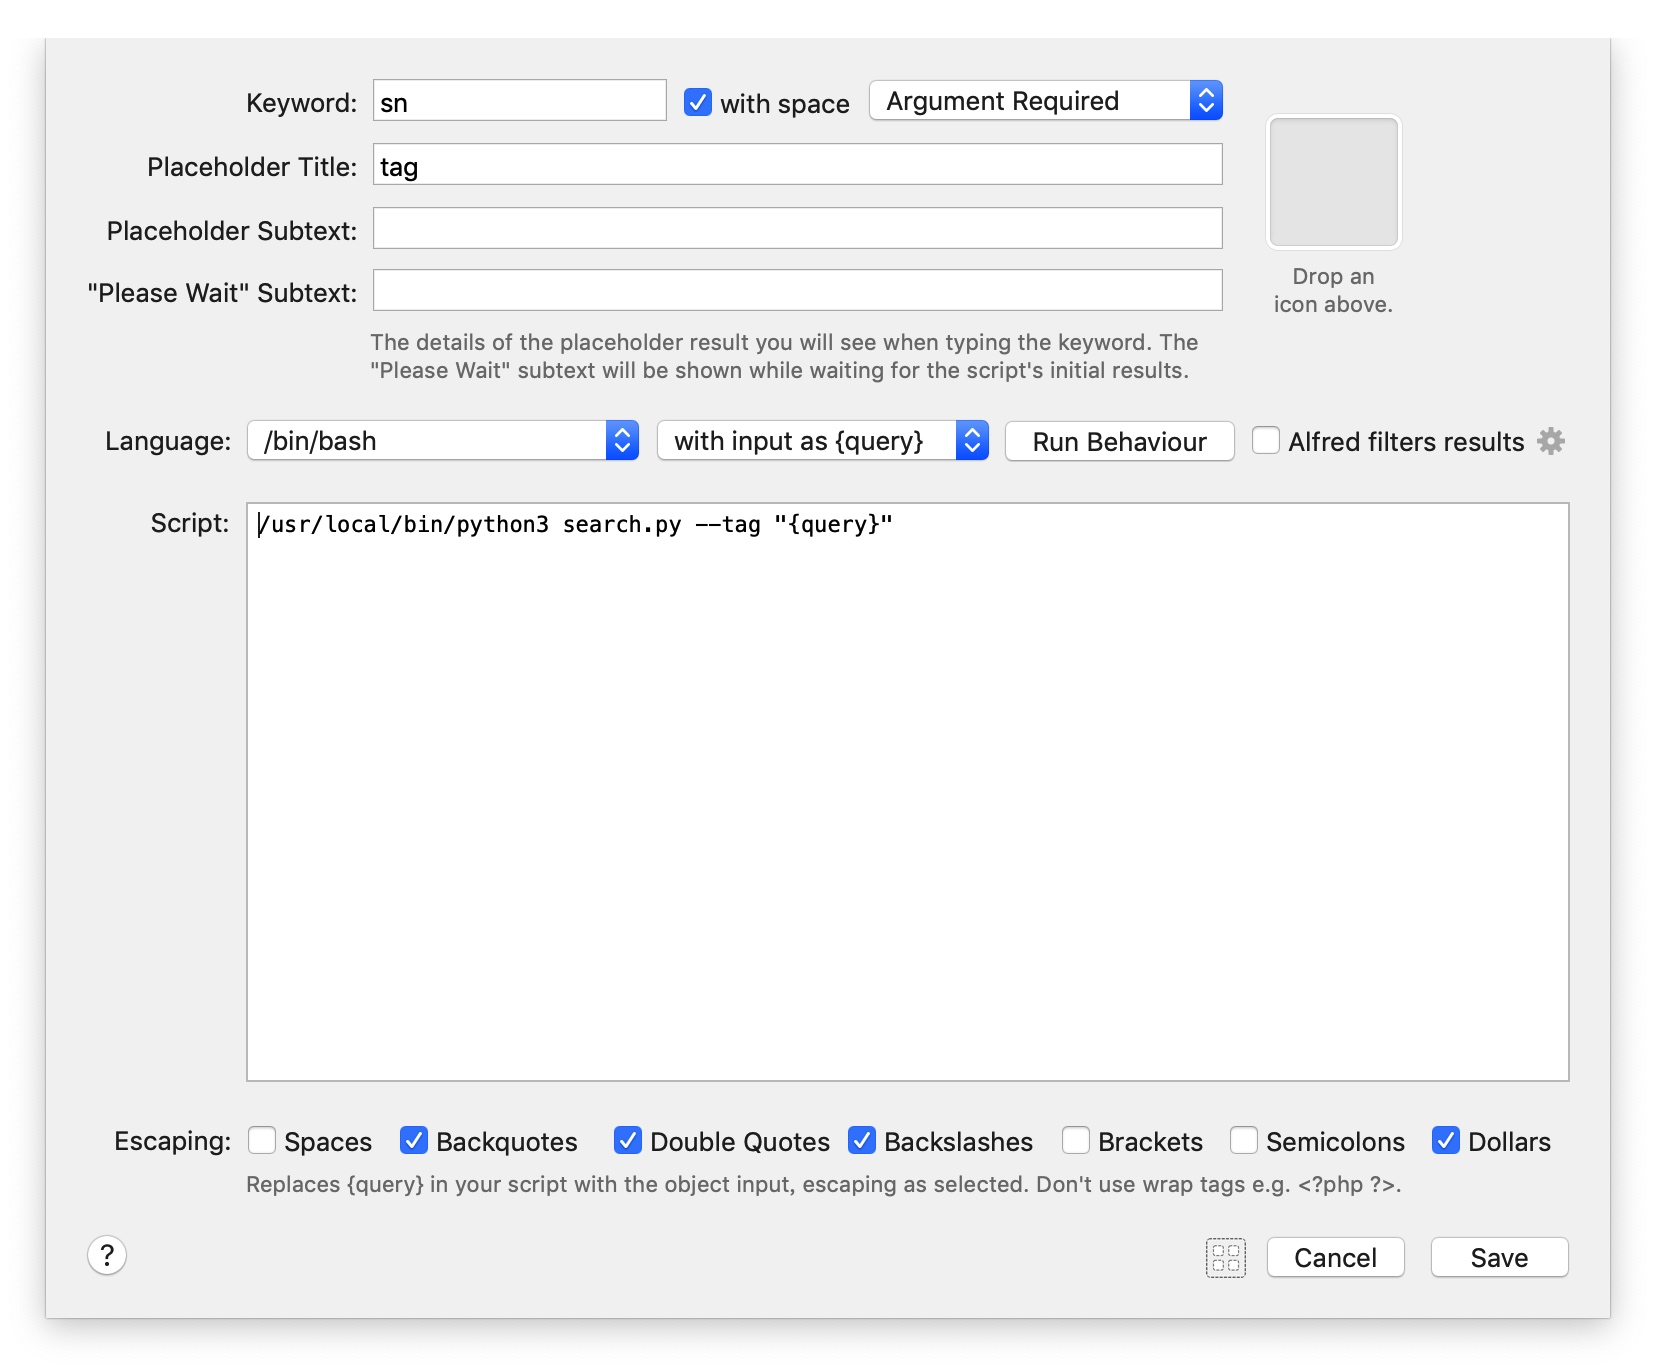 Keyword: sn with space Argument Required
Placeholder Title: tag
Placeholder Subtext:
"Please Wait" Subtext:
Drop an
icon above.
The details of the placeholder result you will see when typing the keyword. The
"Please Wait" subtext will be shown while waiting for the script's initial results.
Language: /bin/bash with input as {query} Run Behaviour Alfred filters results
Script: /usr/local/bin/python3 search.py --tag "{query}"
Escaping: Spaces Backquotes Double Quotes Backslashes Brackets Semicolons Dollars
Replaces {query} in your script with the object input, escaping as selected. Don't use wrap tags e.g. <?php ?>.
? Cancel Save